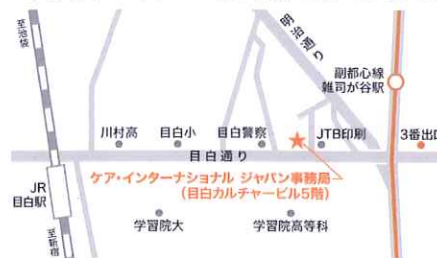 至池袋
明治通り
副都心線
雑司が谷駅
川村高
目白小
目白警察
JTB印刷
3番出口
目白通り
ケア・インターナショナル ジャパン事務局
(目白カルチャービル5階)
JR
目白駅
学習院大
学習院高等科
至新宿